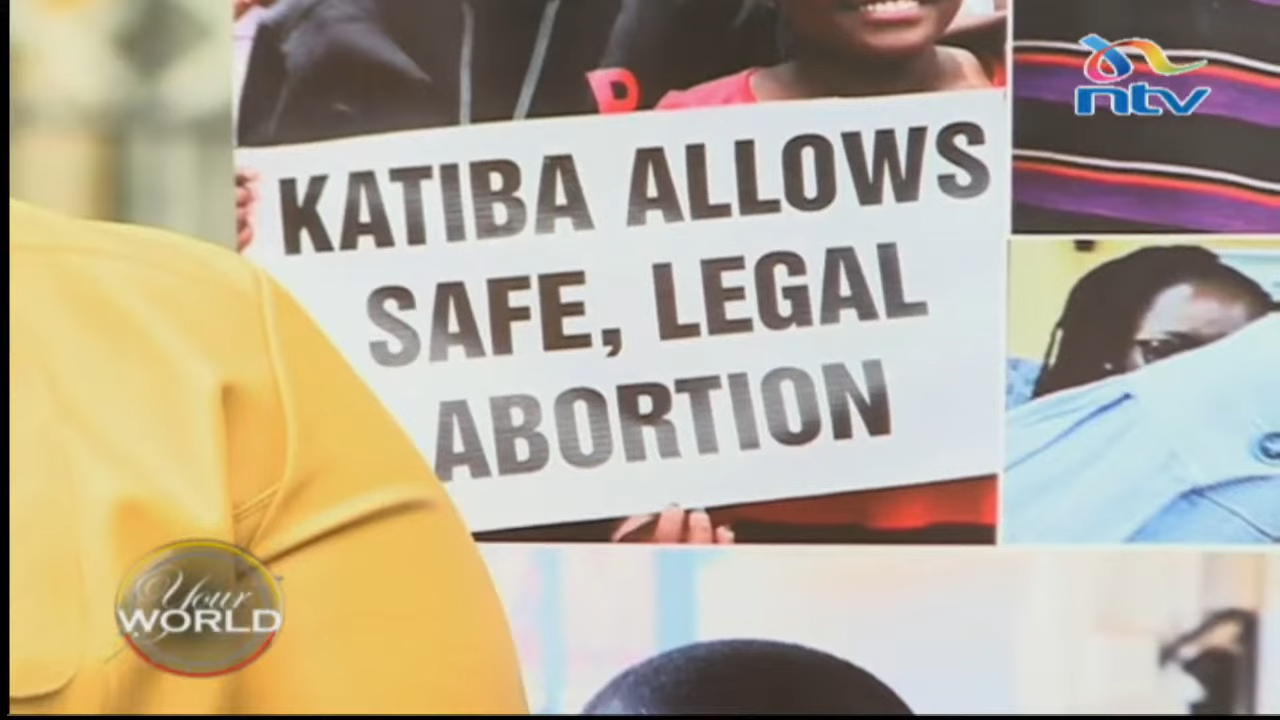 ntv
KATIBA ALLOWS
SAFE, LEGAL
ABORTION
Your
WORLD